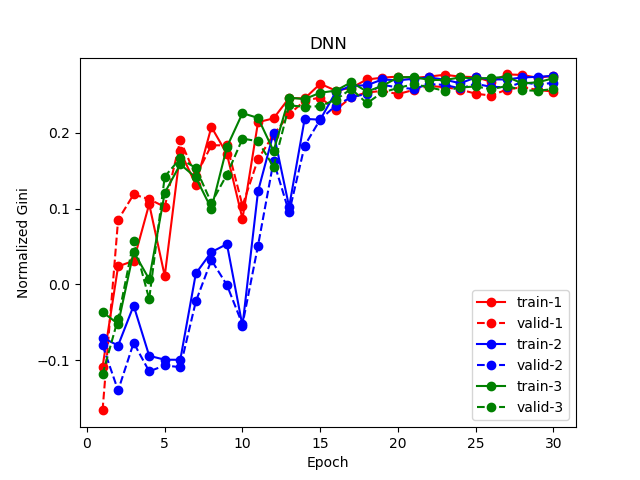 DNN
Normalized Gini
0.2
0.1
0.0
−0.1
0
5
10
15
20
25
30
Epoch
train-1
valid-1
train-2
valid-2
train-3
valid-3